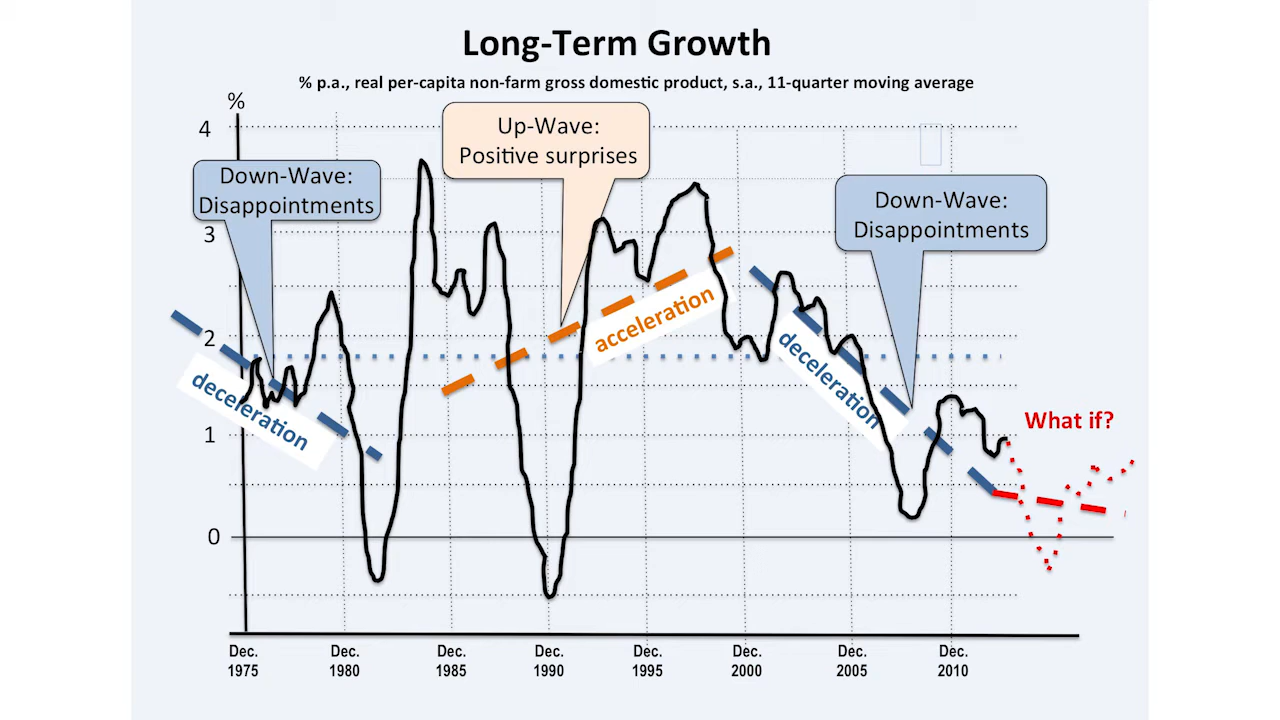 Long-Term Growth
% p.a., real per-capita non-farm gross domestic product, s.a., 11-quarter moving average
%
4
Up-Wave:
Positive surprises
Down-Wave:
Disappointments
Down-Wave:
Disappointments
3
2
1
0
deceleration
acceleration
deceleration
What if?
Dec.
1975
Dec.
1980
Dec.
1985
Dec.
1990
Dec.
1995
Dec.
2000
Dec.
2005
Dec.
2010